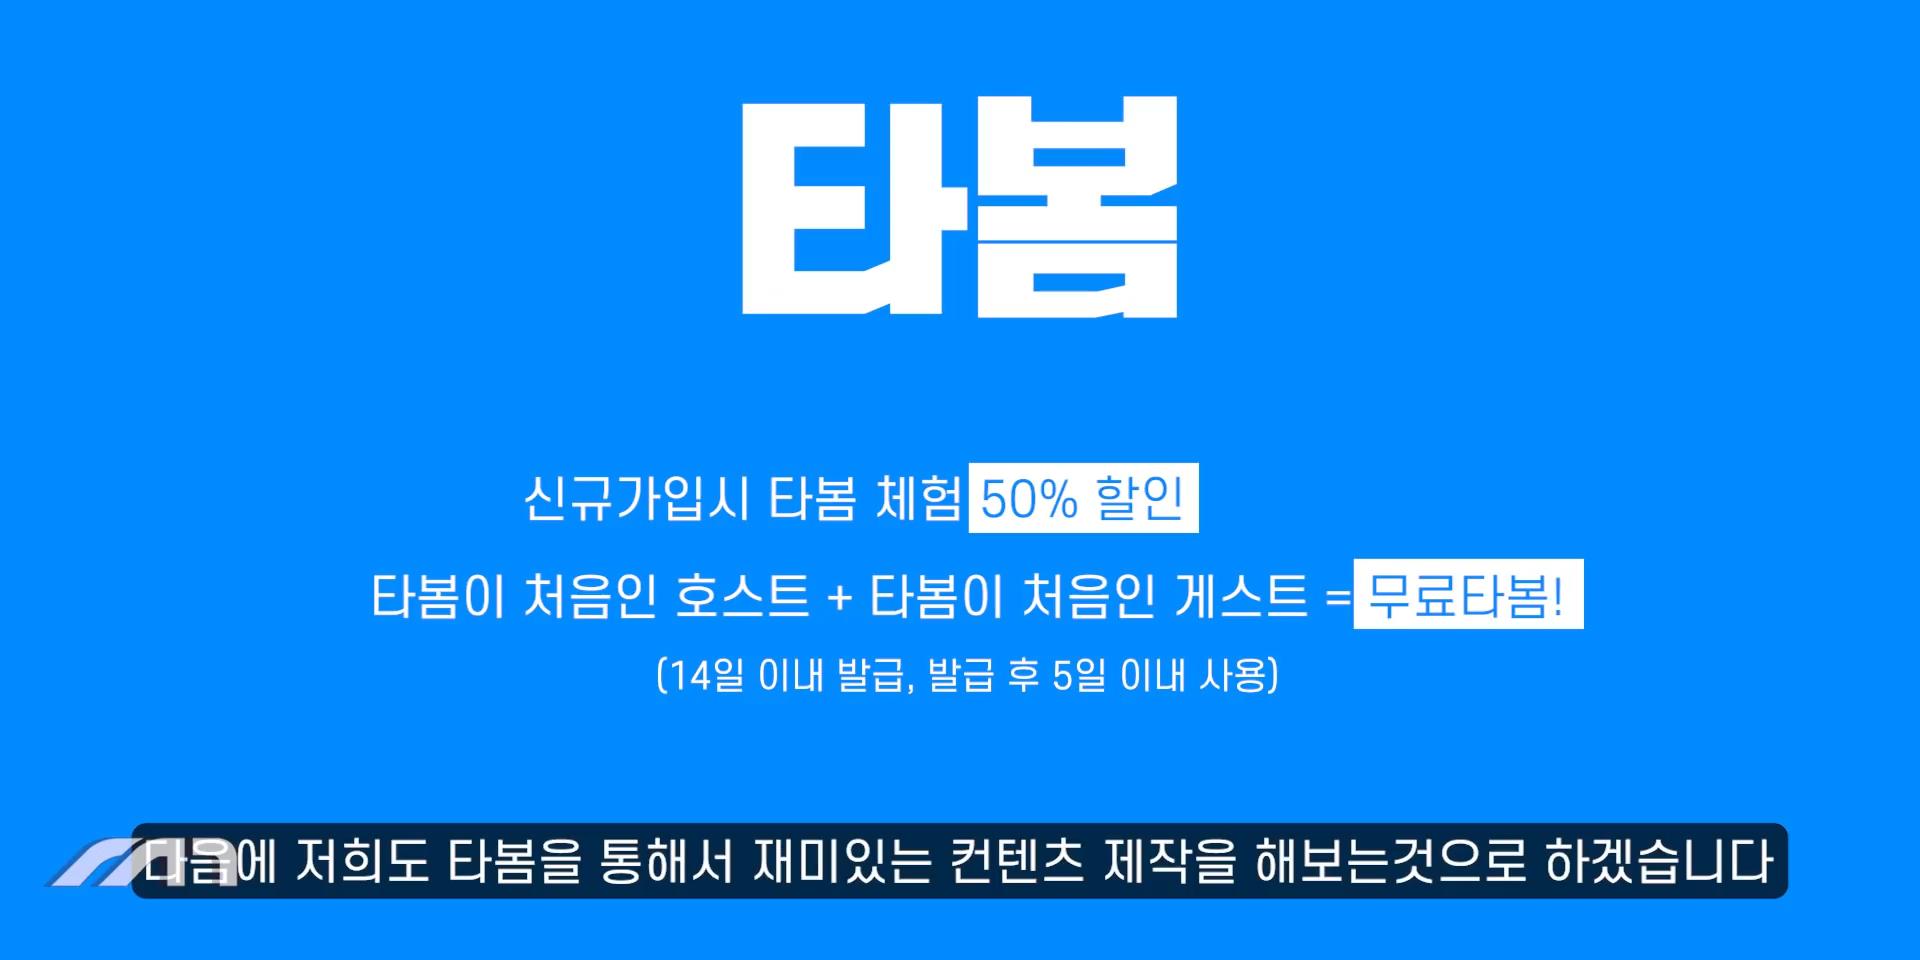 타봄
신규가입시 타봄 체험 50% 할인
타봄이 처음인 호스트 + 타봄이 처음인 게스트 = 무료타봄!
(14일 이내 발급, 발급 후 5일 이내 사용)
다음에 저희도 타봄을 통해서 재미있는 컨텐츠 제작을 해보는것으로 하겠습니다